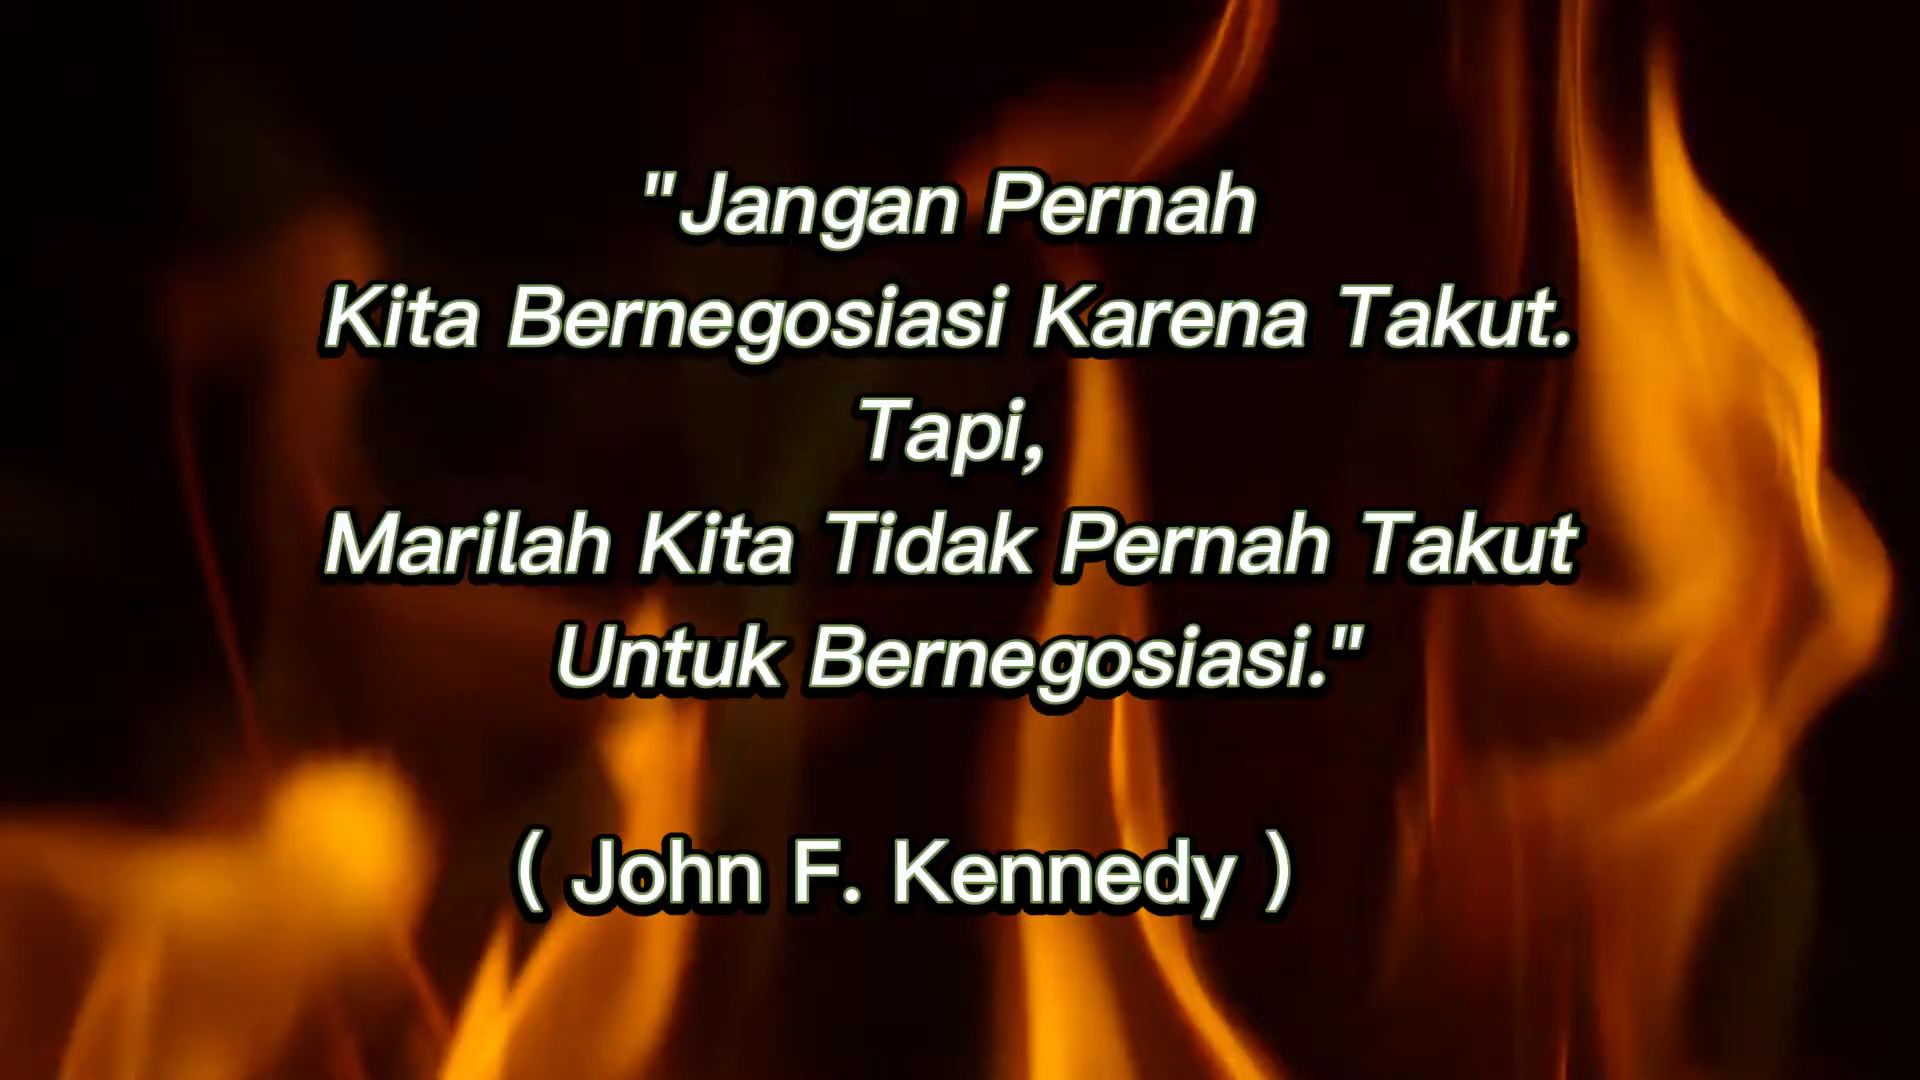 "Jangan Pernah
Kita Bernegosiasi Karena Takut.
Tapi,
Marilah Kita Tidak Pernah Takut
Untuk Bernegosiasi."
( John F. Kennedy )